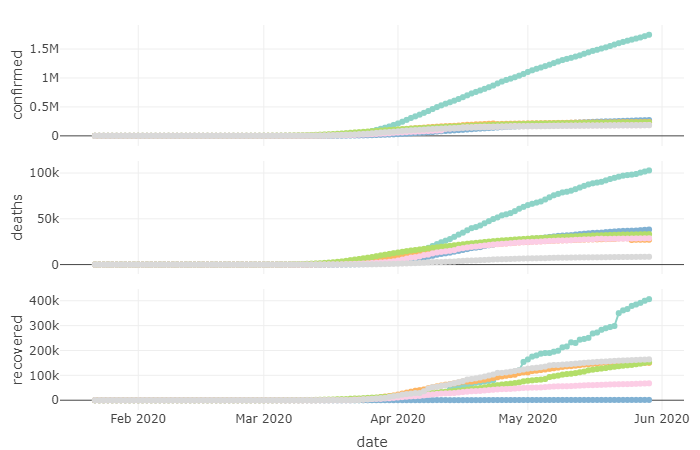 1.5M
1M
0.5M
0
confirmed
100k
50k
0
deaths
400k
300k
200k
100k
0
recovered
Feb 2020 Mar 2020 Apr 2020 May 2020 Jun 2020
date